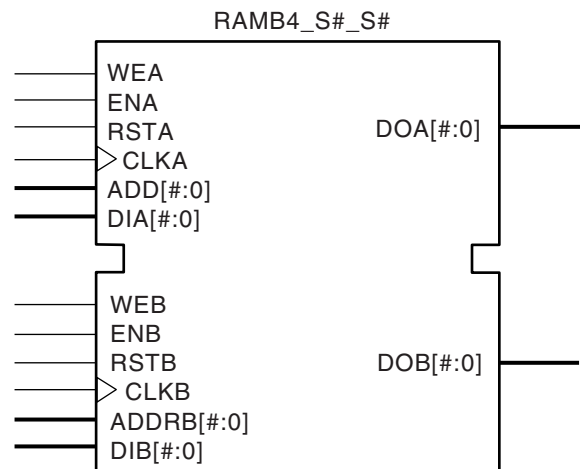 RAMB4_S#_S#
WEA
ENA
RSTA
CLKA
ADD[#:0]
DIA[#:0]
DOA[#:0]
WEB
ENB
RSTB
CLKB
ADDRB[#:0]
DIB[#:0]
DOB[#:0]